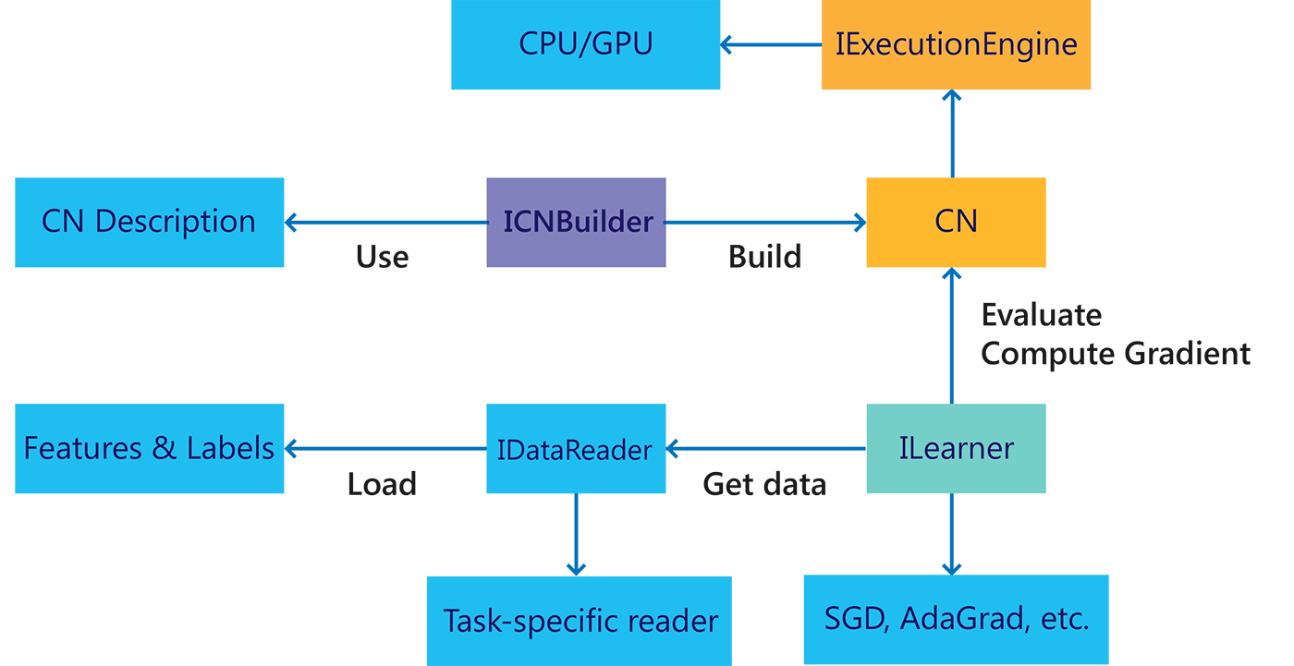 CPU/GPU
IExecutionEngine
CN Description
ICNBuilder
CN
Use
Build
Evaluate
Compute Gradient
Features & Labels
IDataReader
ILearner
Load
Get data
Task-specific reader
SGD, AdaGrad, etc.